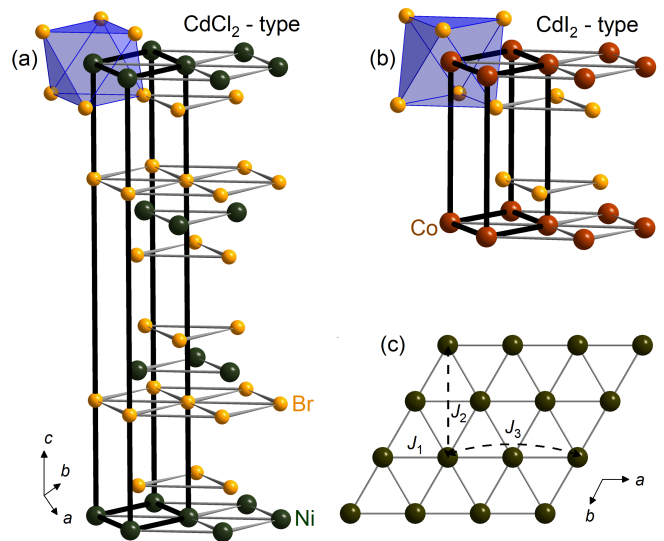 (a)
CdCl₂ - type
(b)
CdI₂ - type
Co
(c)
J₂
J₁
J₃
Br
c
b
a
a
b
Ni